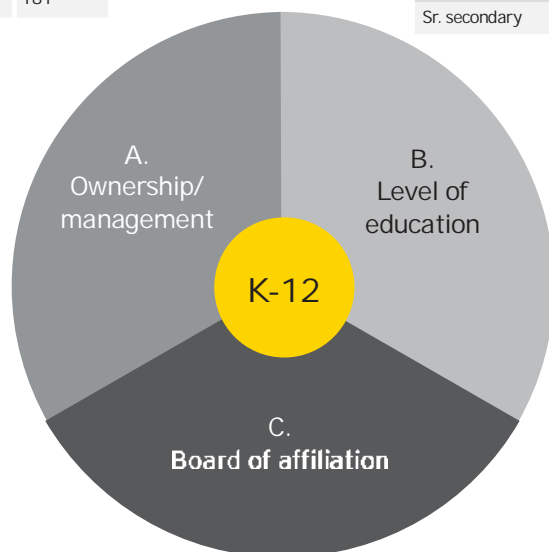 Sr. secondary
A.
Ownership/
management
B.
Level of
education
K-12
C.
Board of affiliation